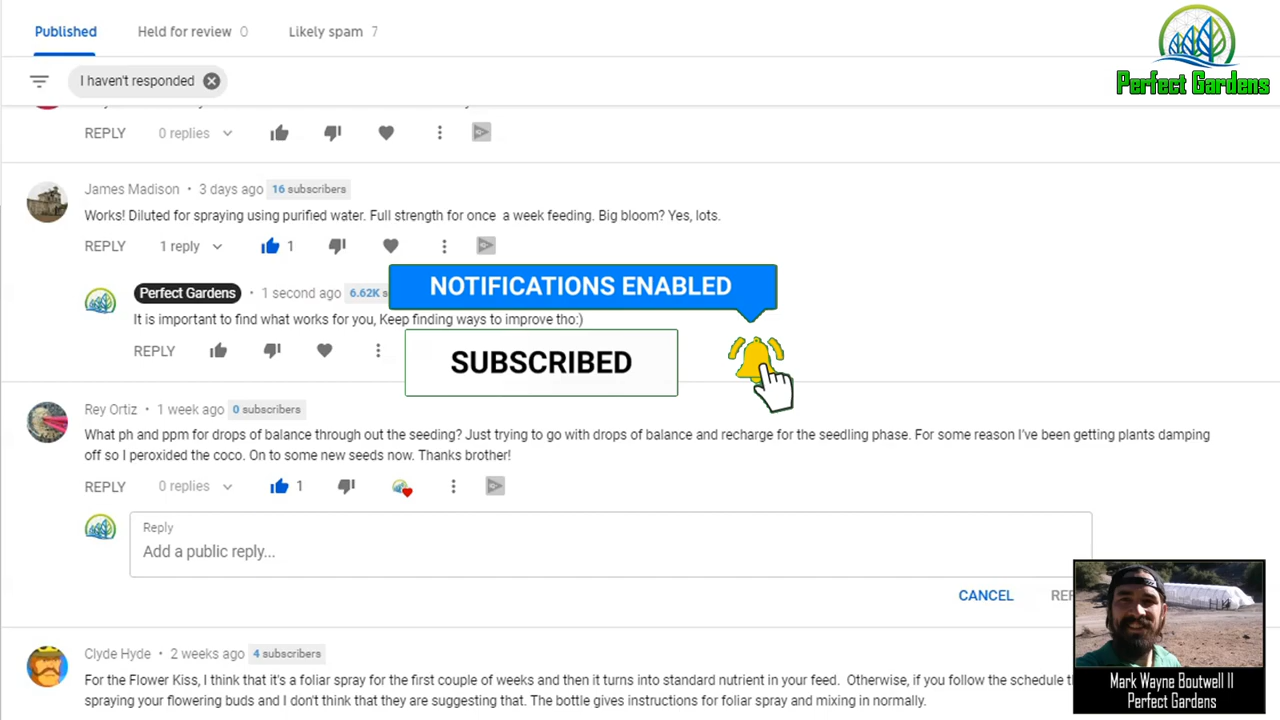 Published
Held for review 0
Likely spam 7
Perfect Gardens
I haven't responded
REPLY 0 replies
James Madison • 3 days ago 16 subscribers
Works! Diluted for spraying using purified water. Full strength for once a week feeding. Big bloom? Yes, lots.
REPLY 1 reply 1
NOTIFICATIONS ENABLED
Perfect Gardens • 1 second ago 6.62K
It is important to find what works for you, Keep finding ways to improve tho:)
REPLY
SUBSCRIBED
Rey Ortiz • 1 week ago 0 subscribers
What ph and ppm for drops of balance through out the seeding? Just trying to go with drops of balance and recharge for the seedling phase. For some reason I've been getting plants damping
off so I peroxided the coco. On to some new seeds now. Thanks brother!
REPLY 0 replies 1
Reply
Add a public reply...
CANCEL
Clyde Hyde • 2 weeks ago 4 subscribers
For the Flower Kiss, I think that it's a foliar spray for the first couple of weeks and then it turns into standard nutrient in your feed. Otherwise, if you follow the schedule
spraying your flowering buds and I don't think that they are suggesting that. The bottle gives instructions for foliar spray and mixing in normally.
Mark Wayne Boutwell II
Perfect Gardens